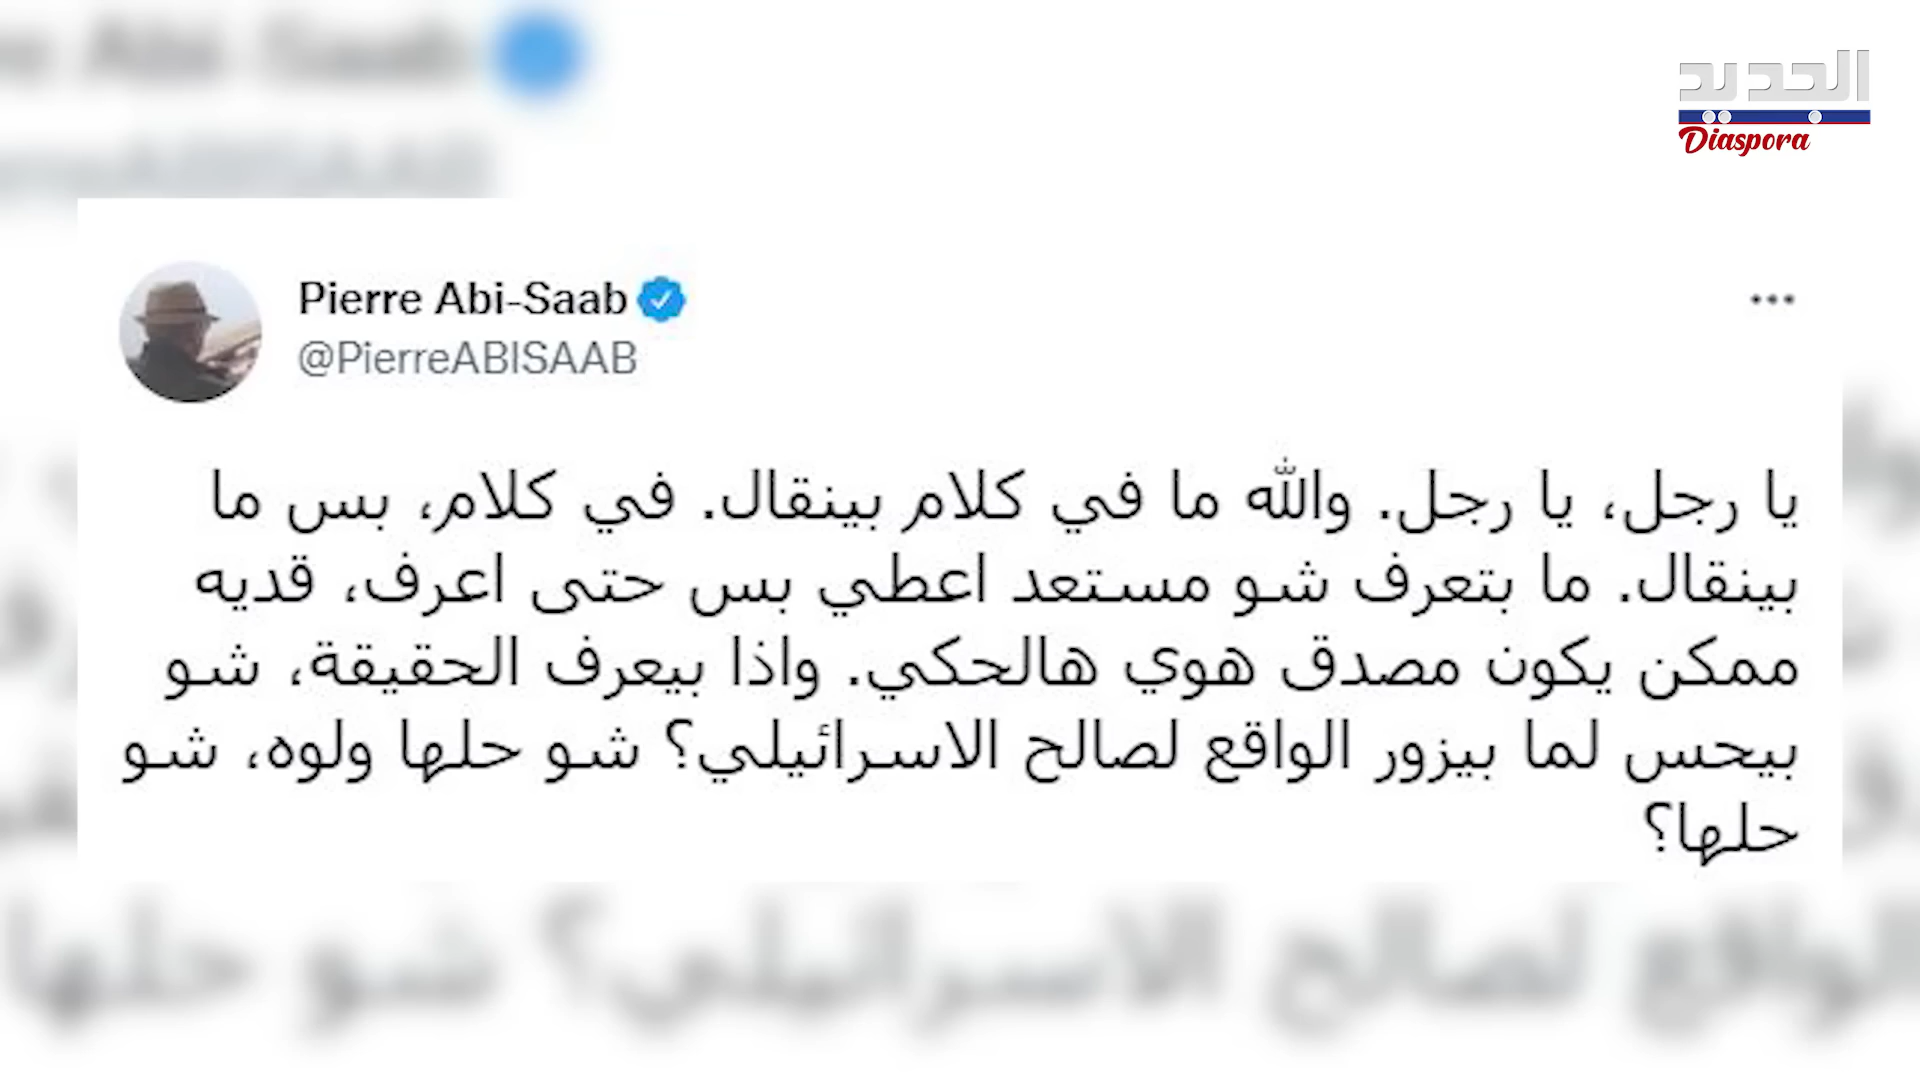 الجديد
Diaspora
Pierre Abi-Saab
@PierreABISAAB
يا رجل، يا رجل. والله ما في كلام بينقال. في كلام، بس ما
بينقال. ما بتعرف شو مستعد اعطي بس حتى اعرف، قديه
ممكن يكون مصدق هوي هالحكي. واذا بيعرف الحقيقة، شو
بيحس لما بيزور الواقع لصالح الاسرائيلي؟ شو حلها ولوه، شو
حلها؟